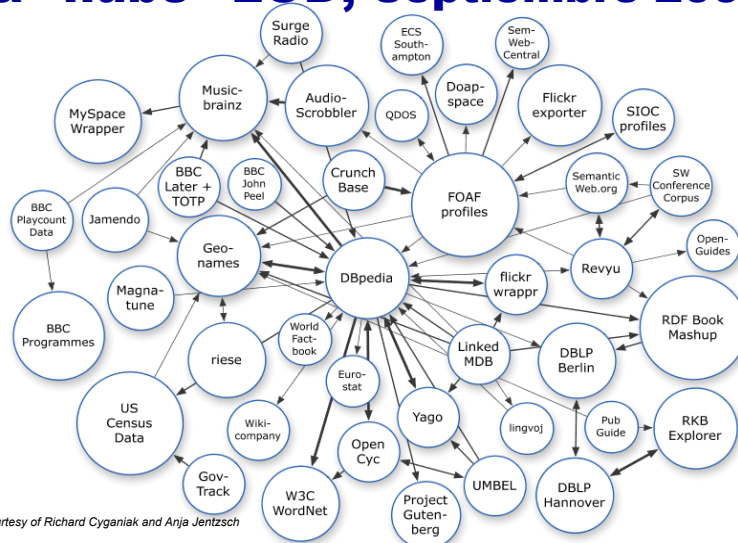 Surge
Radio
ECS
South-
ampton
Sem-
Web-
Central
Music-
brainz
Audio-
Scrobbler
Doap-
space
Flickr
exporter
MySpace
Wrapper
QDOS
SIOC
profiles
BBC
Later +
TOTP
BBC
John
Peel
Crunch
Base
FOAF
profiles
Semantic
Web.org
SW
Conference
Corpus
BBC
Playcount
Data
Jamendo
Geo-
names
DBpedia
Revyu
Open-
Guides
Magna-
tune
flickr
wrappr
BBC
Programmes
riese
World
Fact-
book
Linked
MDB
DBLP
Berlin
RDF Book
Mashup
US
Census
Data
Euro-
stat
Wiki-
company
Yago
lingvoj
Pub
Guide
RKB
Explorer
Open
Cyc
Gov-
Track
W3C
WordNet
UMBEL
DBLP
Hannover
Project
Guten-
berg
of Richard Cyganiak and Anja Jentzsch